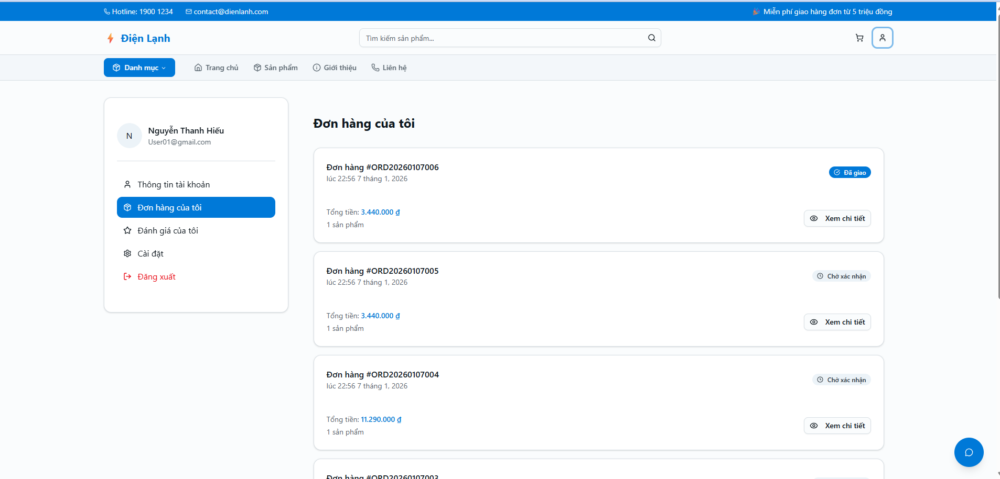 Hotline: 1900 1234
contact@dienlanh.com
🎉 Miễn phí giao hàng đơn từ 5 triệu đồng
Điện Lạnh
Tìm kiếm sản phẩm...
Danh mục
Trang chủ
Sản phẩm
Giới thiệu
Liên hệ
N
Nguyễn Thanh Hiếu
User01@gmail.com
Thông tin tài khoản
Đơn hàng của tôi
Đánh giá của tôi
Cài đặt
Đăng xuất
Đơn hàng của tôi
Đơn hàng #ORD20260107006
lúc 22:56 7 tháng 1, 2026
Đã giao
Tổng tiền: 3.440.000 ₫
1 sản phẩm
Xem chi tiết
Đơn hàng #ORD20260107005
lúc 22:56 7 tháng 1, 2026
Chờ xác nhận
Tổng tiền: 3.440.000 ₫
1 sản phẩm
Xem chi tiết
Đơn hàng #ORD20260107004
lúc 22:56 7 tháng 1, 2026
Chờ xác nhận
Tổng tiền: 11.290.000 ₫
1 sản phẩm
Xem chi tiết
Đơn hàng #ORD20260107003